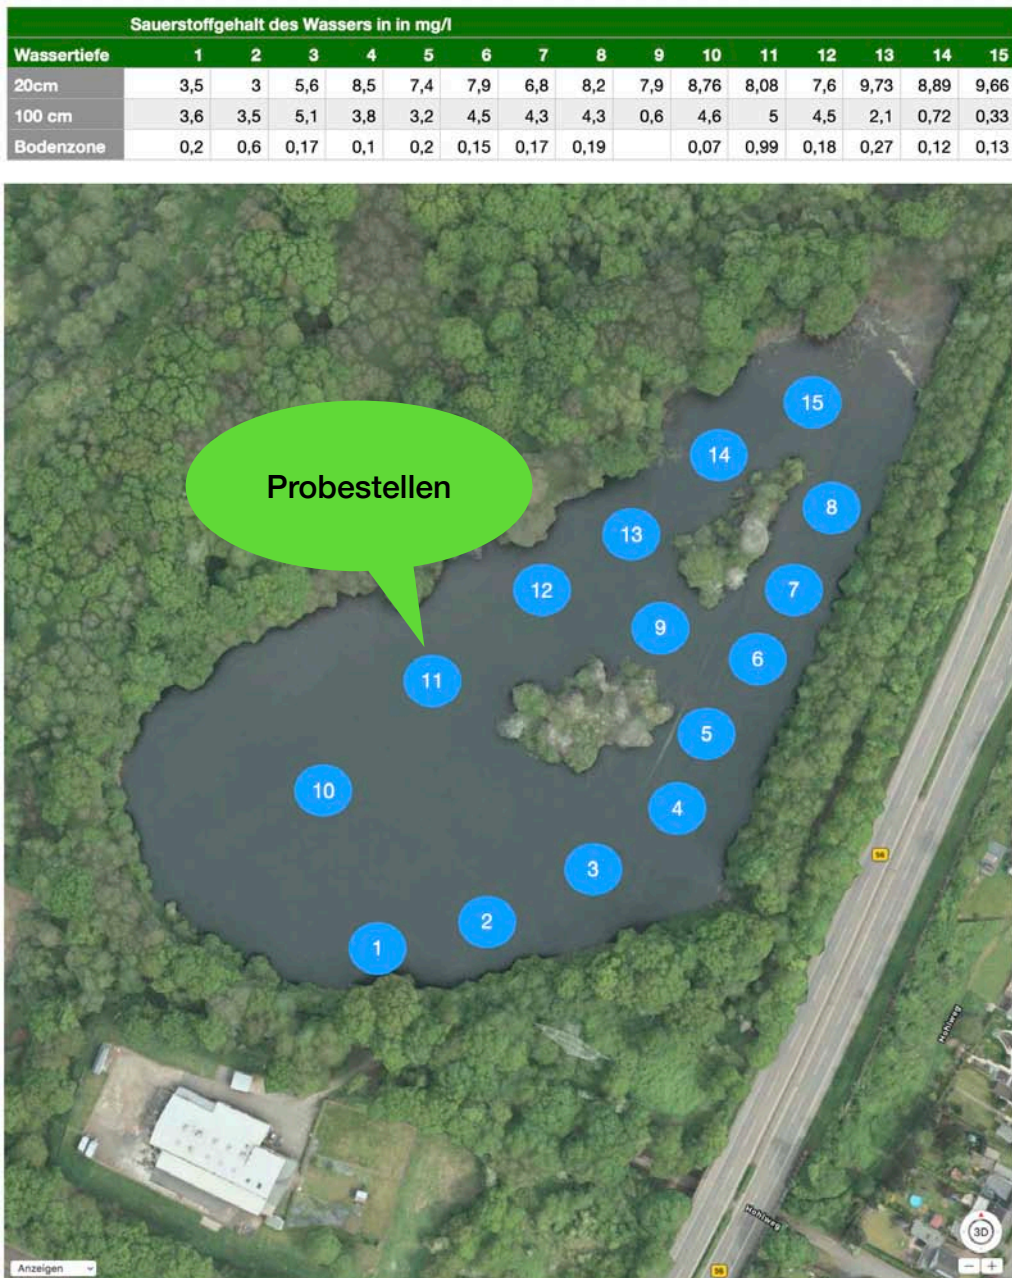 Sauerstoffgehalt des Wassers in in mg/l
Wassertiefe 1 2 3 4 5 6 7 8 9 10 11 12 13 14 15
20cm 3,5 3 5,6 8,5 7,4 7,9 6,8 8,2 7,9 8,76 8,08 7,6 9,73 8,89 9,66
100 cm 3,6 3,5 5,1 3,8 3,2 4,5 4,3 4,3 0,6 4,6 5 4,5 2,1 0,72 0,33
Bodenzone 0,2 0,6 0,17 0,1 0,2 0,15 0,17 0,19 0,07 0,99 0,18 0,27 0,12 0,13
15
14
Probestellen
8
13
12
7
9
6
11
5
10
4
56
3
2
1
Hohlweg
Hohlweg
3D
Anzeigen
56
− +